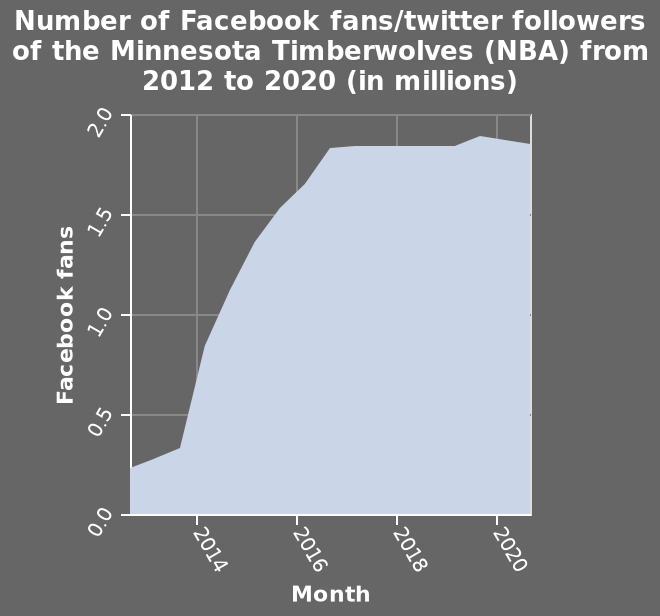 Number of Facebook fans/twitter followers
of the Minnesota Timberwolves (NBA) from
2012 to 2020 (in millions)
2.0
1.5
1.0
0.5
0.0
Facebook fans
2014
2016
2018
2020
Month